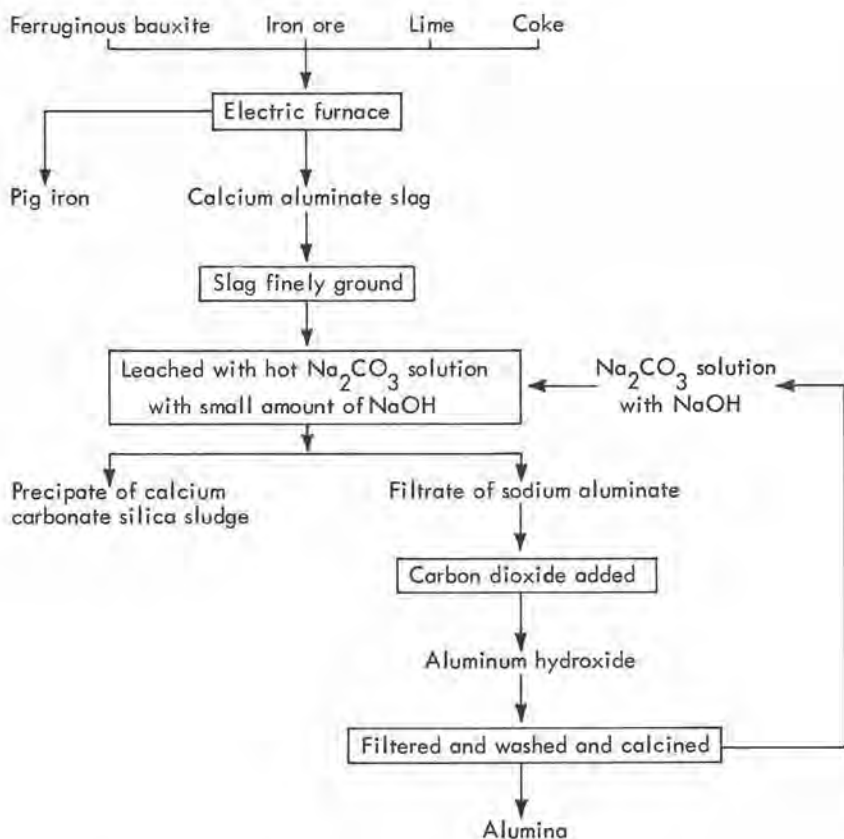 Ferruginous bauxite Iron ore Lime Coke
Electric furnace
Pig iron
Calcium aluminate slag
Slag finely ground
Leached with hot Na₂CO₃ solution
with small amount of NaOH
Na₂CO₃ solution
with NaOH
Precipate of calcium
carbonate silica sludge
Filtrate of sodium aluminate
Carbon dioxide added
Aluminum hydroxide
Filtered and washed and calcined
Alumina